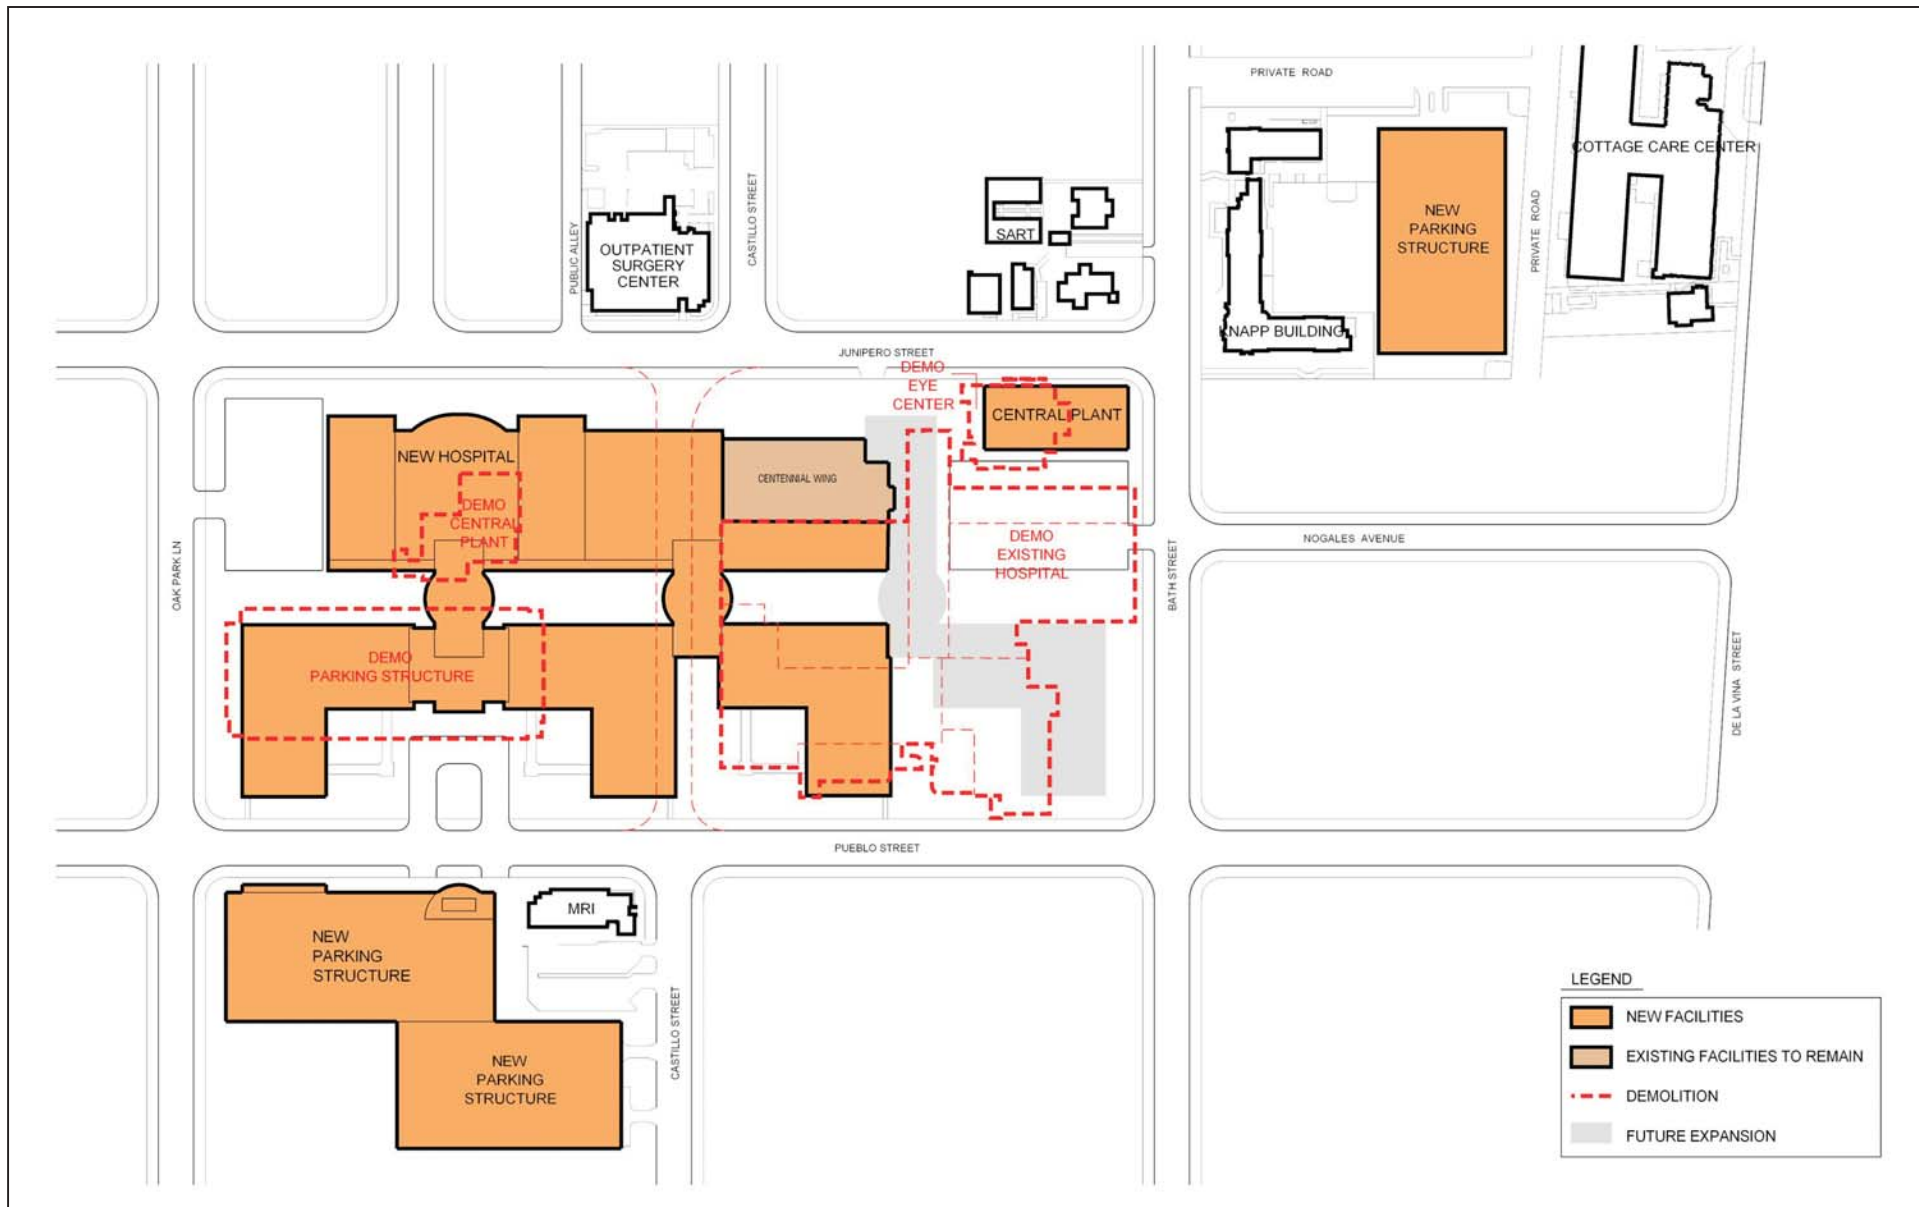 PRIVATE ROAD
COTTAGE CARE CENTER
PUBLIC ALLEY
CASTILLO STREET
OUTPATIENT
SURGERY
CENTER
SART
NEW
PARKING
STRUCTURE
PRIVATE ROAD
KNAPP BUILDING
JUNIPERO STREET
DEMO
EYE
CENTER
CENTRAL PLANT
NEW HOSPITAL
CENTENNIAL WING
DEMO
CENTRAL
PLANT
DEMO
EXISTING
HOSPITAL
NOGALES AVENUE
OAK PARK LN
BATH STREET
DEMO
PARKING STRUCTURE
DE LA VINA STREET
PUEBLO STREET
MRI
NEW
PARKING
STRUCTURE
CASTILLO STREET
NEW
PARKING
STRUCTURE
LEGEND
NEW FACILITIES
EXISTING FACILITIES TO REMAIN
DEMOLITION
FUTURE EXPANSION